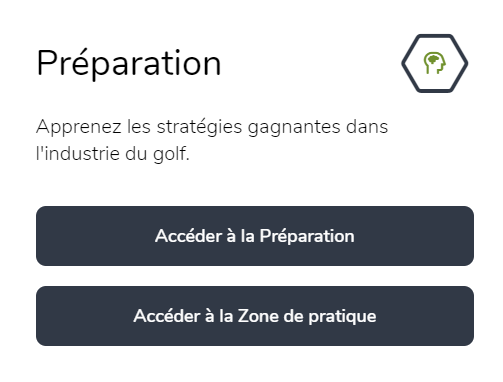 Préparation
Apprenez les stratégies gagnantes dans
l'industrie du golf.
Accéder à la Préparation
Accéder à la Zone de pratique